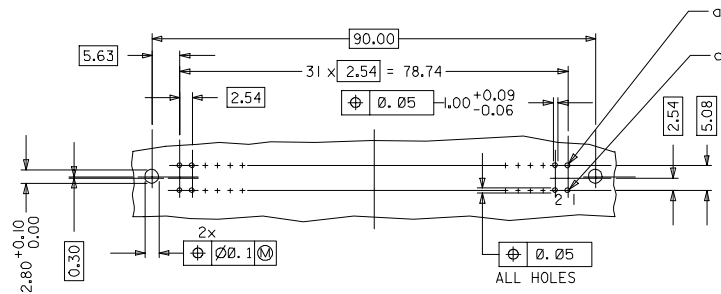 90.00
a
5.63
31 x 2.54 = 78.74
c
2.54
⌖ 0.05 1.00 +0.09 -0.06
2.54
5.08
2 1
2.80 +0.10 0.00
0.30
2x
⌖ Ø0.1 Ⓜ
⌖ 0.05
ALL HOLES